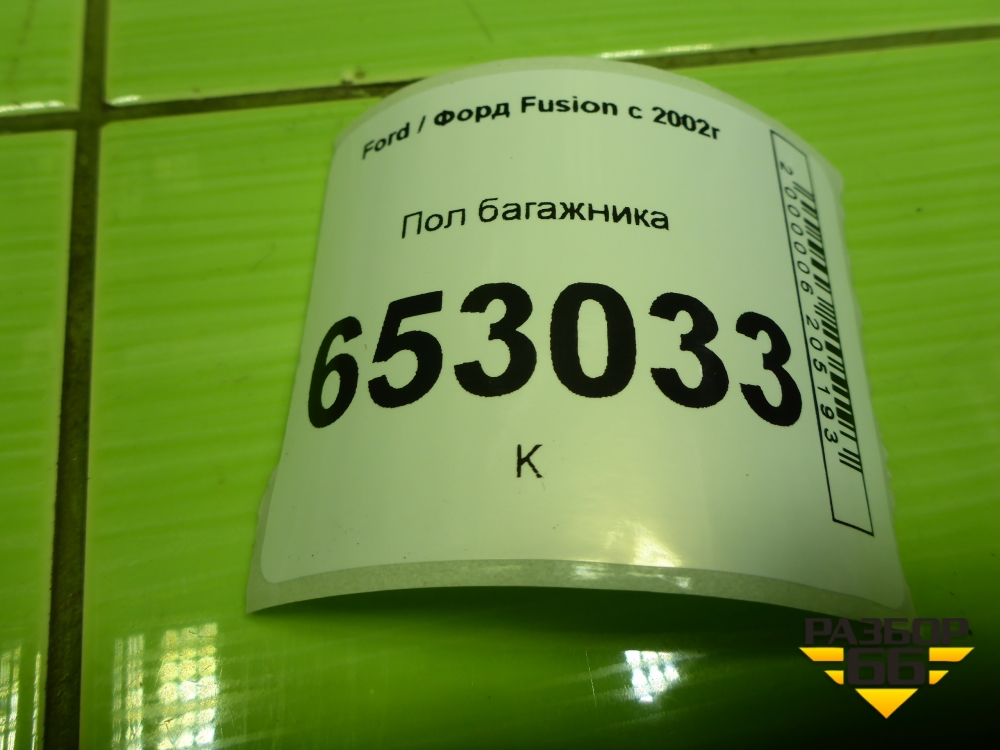 Ford / Форд Fusion с 2002г
Пол багажника
653033
К
2000006205193
РАЗБОР
66